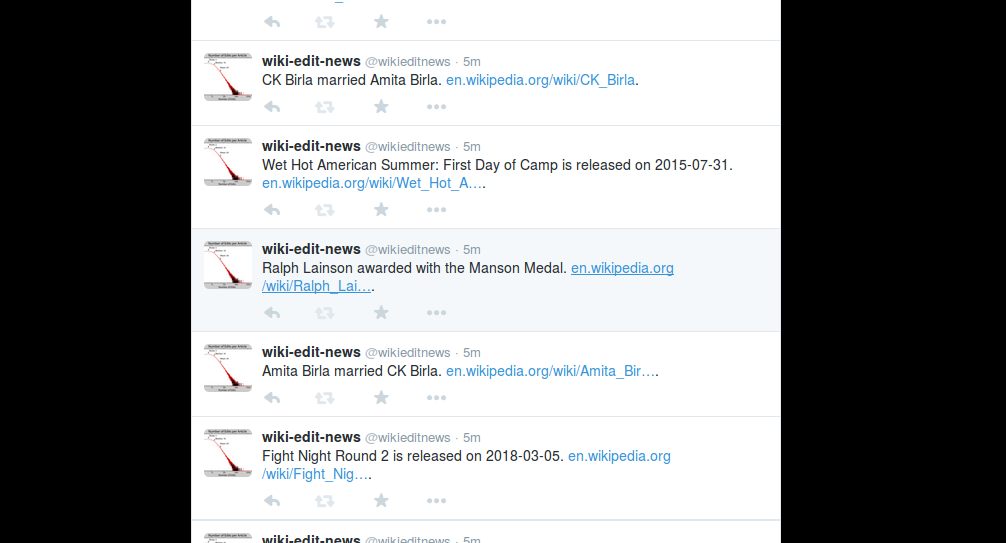 wiki-edit-news @wikieditnews · 5m
CK Birla married Amita Birla. en.wikipedia.org/wiki/CK_Birla.
wiki-edit-news @wikieditnews · 5m
Wet Hot American Summer: First Day of Camp is released on 2015-07-31.
en.wikipedia.org/wiki/Wet_Hot_A….
wiki-edit-news @wikieditnews · 5m
Ralph Lainson awarded with the Manson Medal. en.wikipedia.org
/wiki/Ralph_Lai….
wiki-edit-news @wikieditnews · 5m
Amita Birla married CK Birla. en.wikipedia.org/wiki/Amita_Bir….
wiki-edit-news @wikieditnews · 5m
Fight Night Round 2 is released on 2018-03-05. en.wikipedia.org
/wiki/Fight_Nig….
wiki-edit-news @wikieditnews · 5m